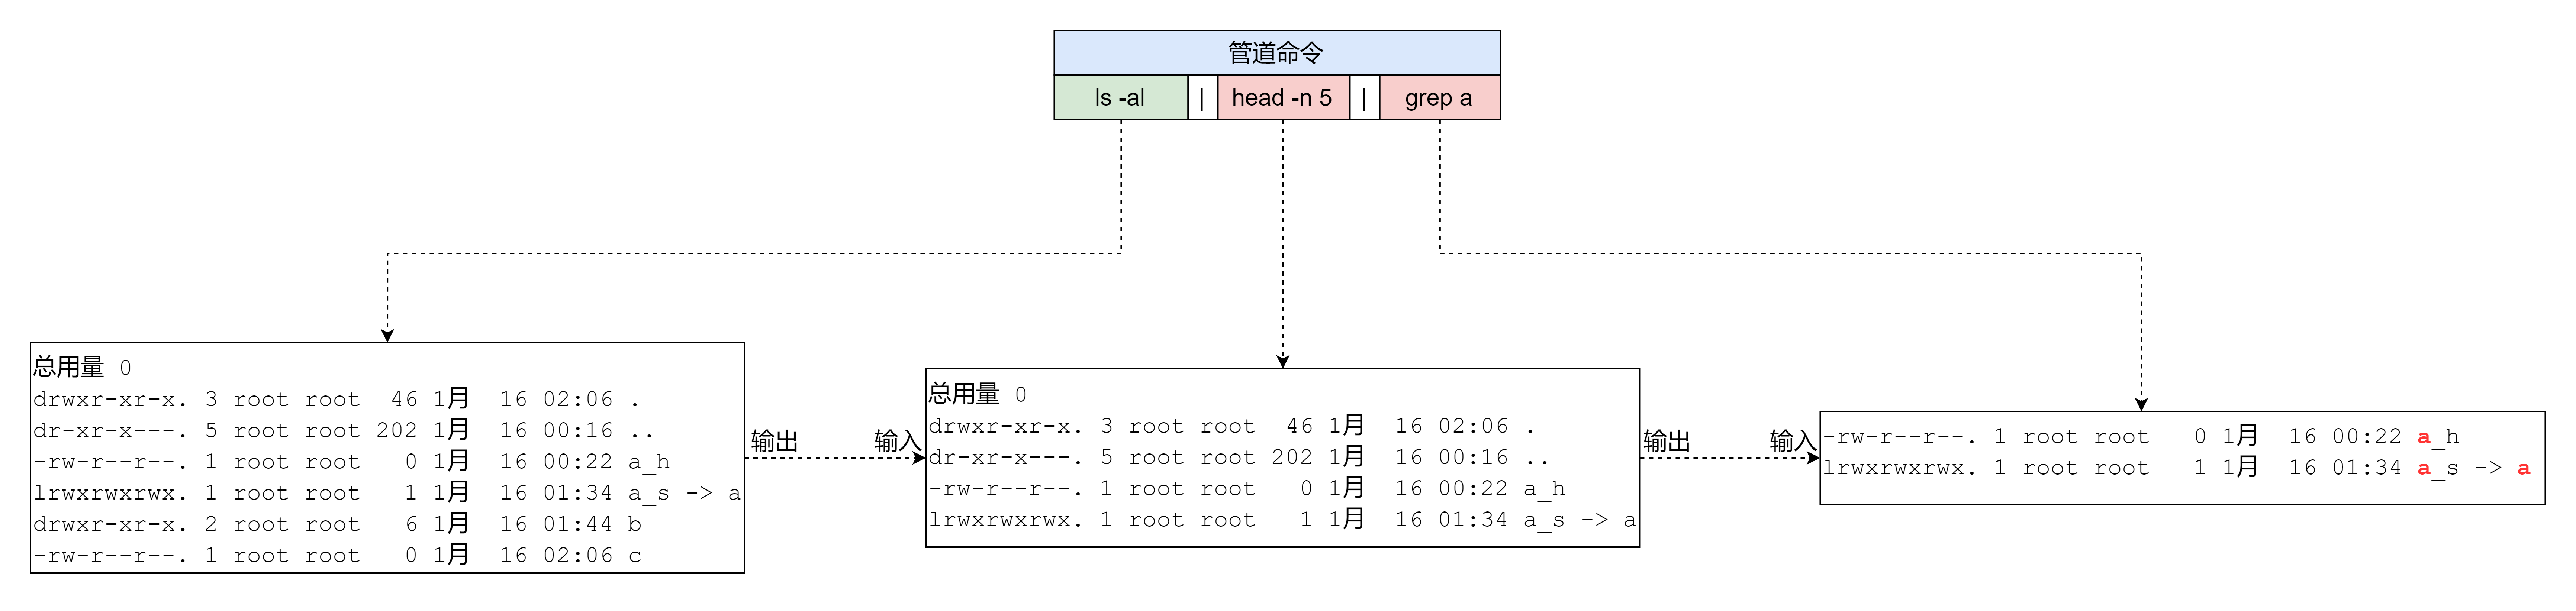 管道命令
ls -al | head -n 5 | grep a
总用量 0
drwxr-xr-x. 3 root root  46 1月  16 02:06 .
dr-xr-x---. 5 root root 202 1月  16 00:16 ..
-rw-r--r--. 1 root root   0 1月  16 00:22 a_h
lrwxrwxrwx. 1 root root   1 1月  16 01:34 a_s -> a
drwxr-xr-x. 2 root root   6 1月  16 01:44 b
-rw-r--r--. 1 root root   0 1月  16 02:06 c
输出 输入
总用量 0
drwxr-xr-x. 3 root root  46 1月  16 02:06 .
dr-xr-x---. 5 root root 202 1月  16 00:16 ..
-rw-r--r--. 1 root root   0 1月  16 00:22 a_h
lrwxrwxrwx. 1 root root   1 1月  16 01:34 a_s -> a
输出 输入
-rw-r--r--. 1 root root   0 1月  16 00:22 a_h
lrwxrwxrwx. 1 root root   1 1月  16 01:34 a_s -> a